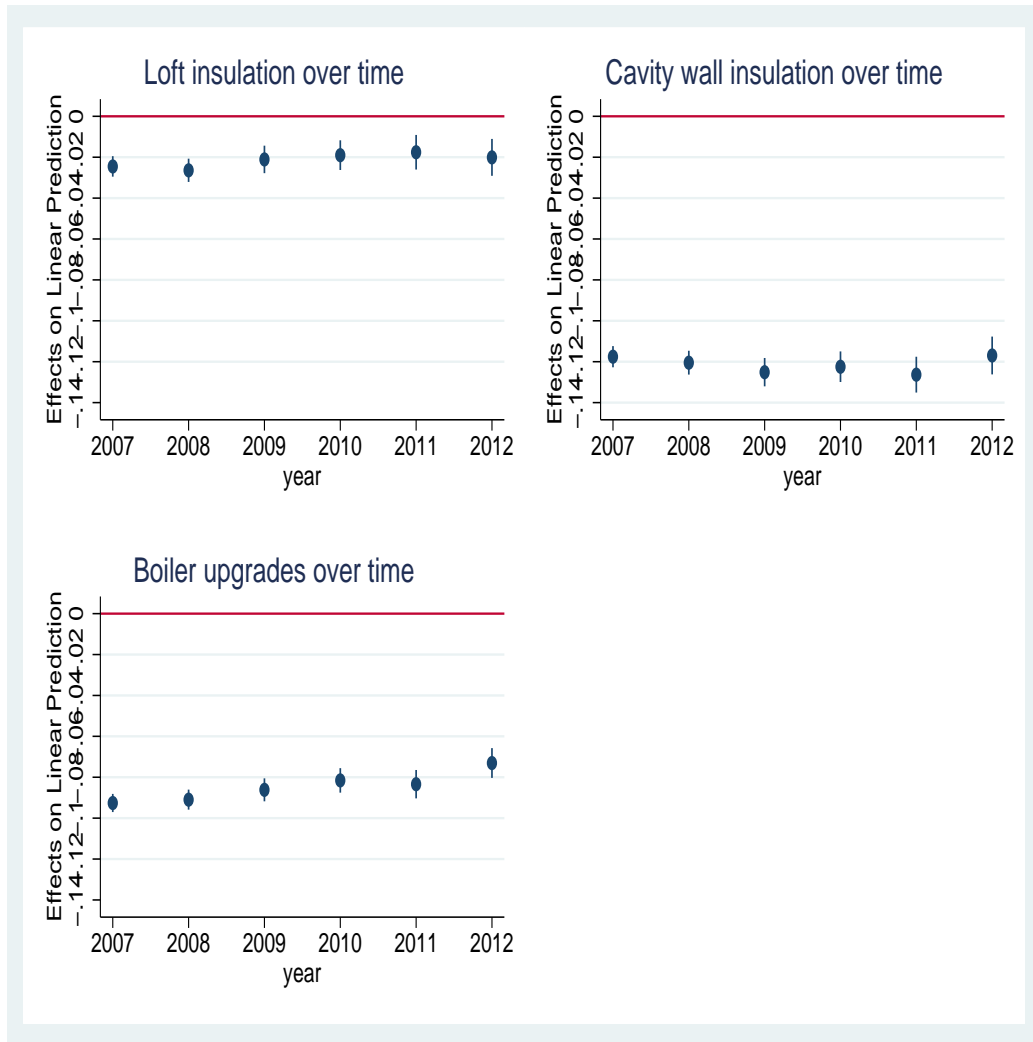 Loft insulation over time
Effects on Linear Prediction
–.14–.12–.1–.08–.06–.04–.02 0
2007 2008 2009 2010 2011 2012
year
Cavity wall insulation over time
Effects on Linear Prediction
–.14–.12–.1–.08–.06–.04–.02 0
2007 2008 2009 2010 2011 2012
year
Boiler upgrades over time
Effects on Linear Prediction
–.14–.12–.1–.08–.06–.04–.02 0
2007 2008 2009 2010 2011 2012
year